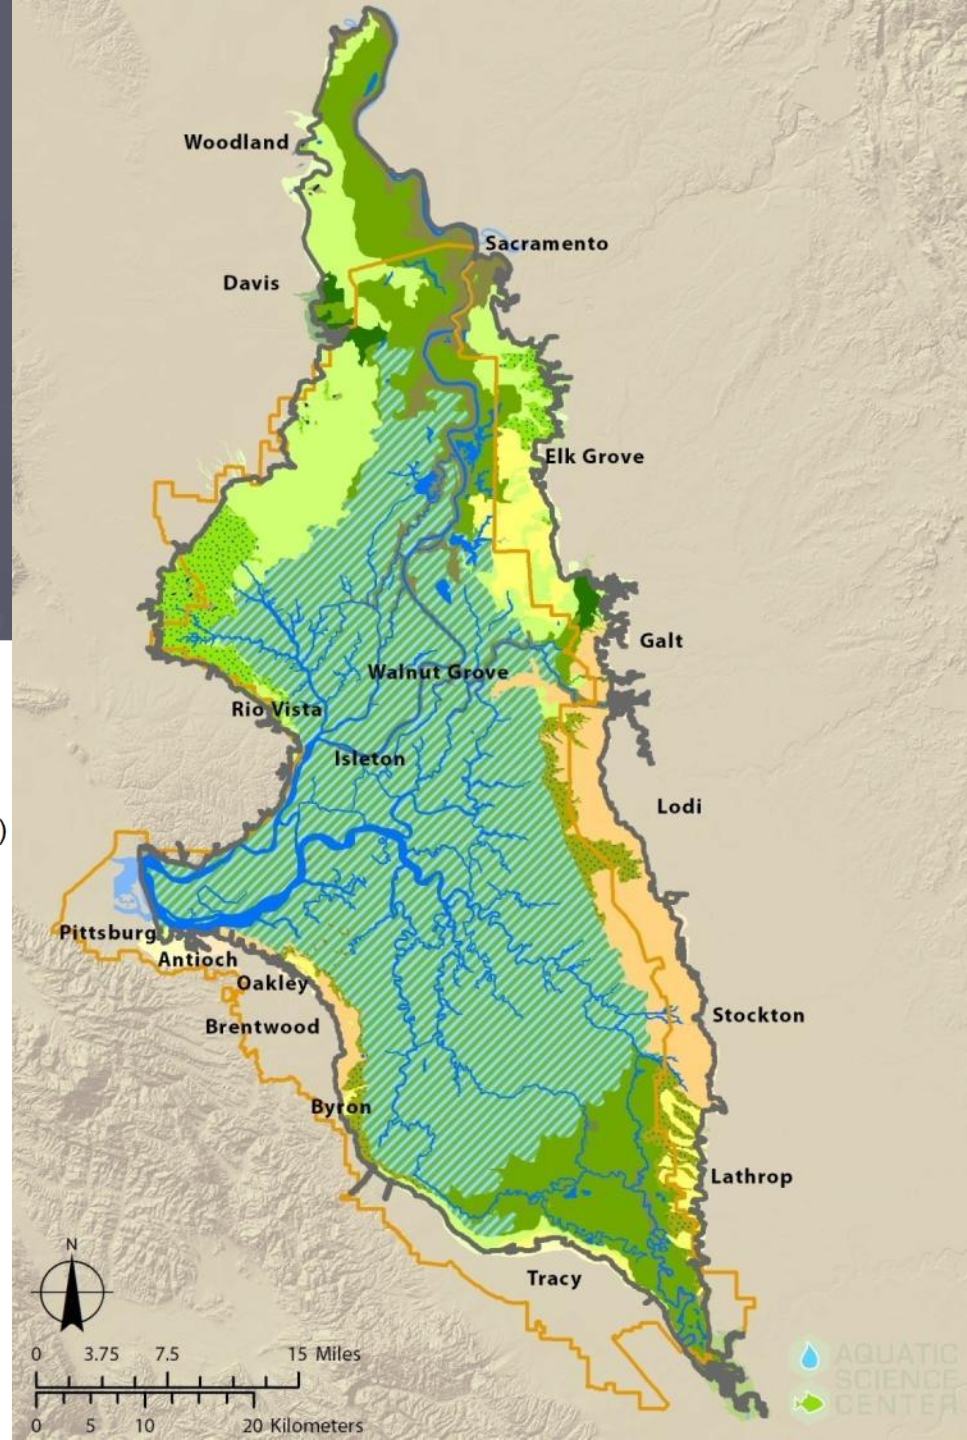 Woodland
Sacramento
Davis
Elk Grove
Galt
Walnut Grove
Rio Vista
Isleton
Lodi
)
Pittsburg
Antioch
Oakley
Brentwood
Stockton
Byron
Lathrop
Tracy
N
0 3.75 7.5 15 Miles
0 5 10 20 Kilometers
AQUATIC
SCIENCE
CENTER